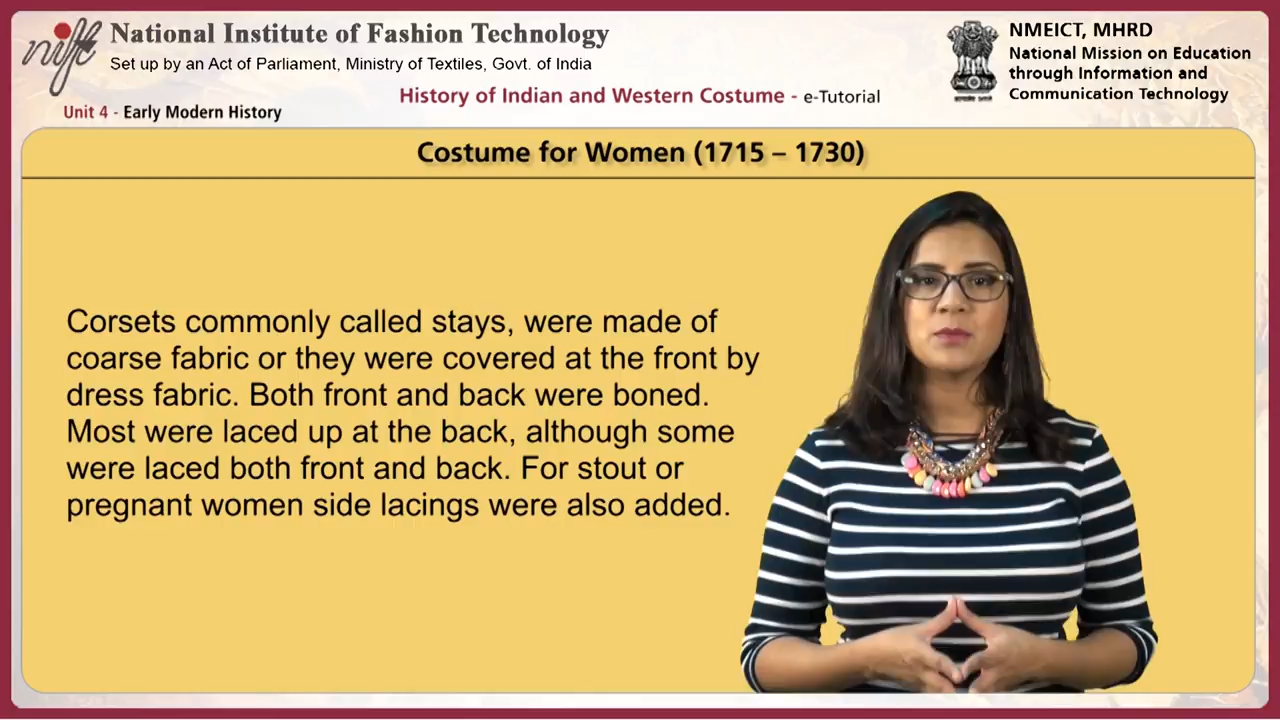 nift
National Institute of Fashion Technology
Set up by an Act of Parliament, Ministry of Textiles, Govt. of India
NMEICT, MHRD
National Mission on Education
through Information and
Communication Technology
History of Indian and Western Costume - e-Tutorial
Unit 4 - Early Modern History
Costume for Women (1715 – 1730)
Corsets commonly called stays, were made of
coarse fabric or they were covered at the front by
dress fabric. Both front and back were boned.
Most were laced up at the back, although some
were laced both front and back. For stout or
pregnant women side lacings were also added.